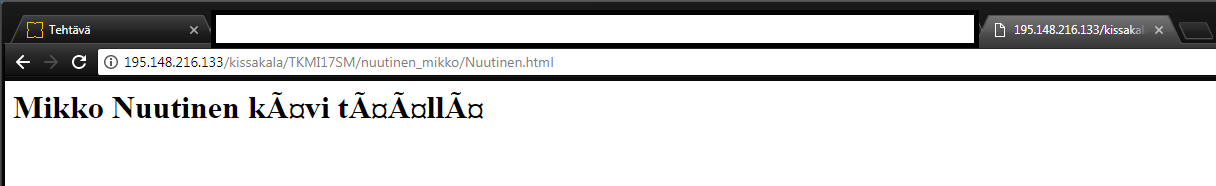 Tehtävä
195.148.216.133/kissakal
195.148.216.133/kissakala/TKMI17SM/nuutinen_mikko/Nuutinen.html
Mikko Nuutinen kÃ¤vi tÃ¤Ã¤llÃ¤